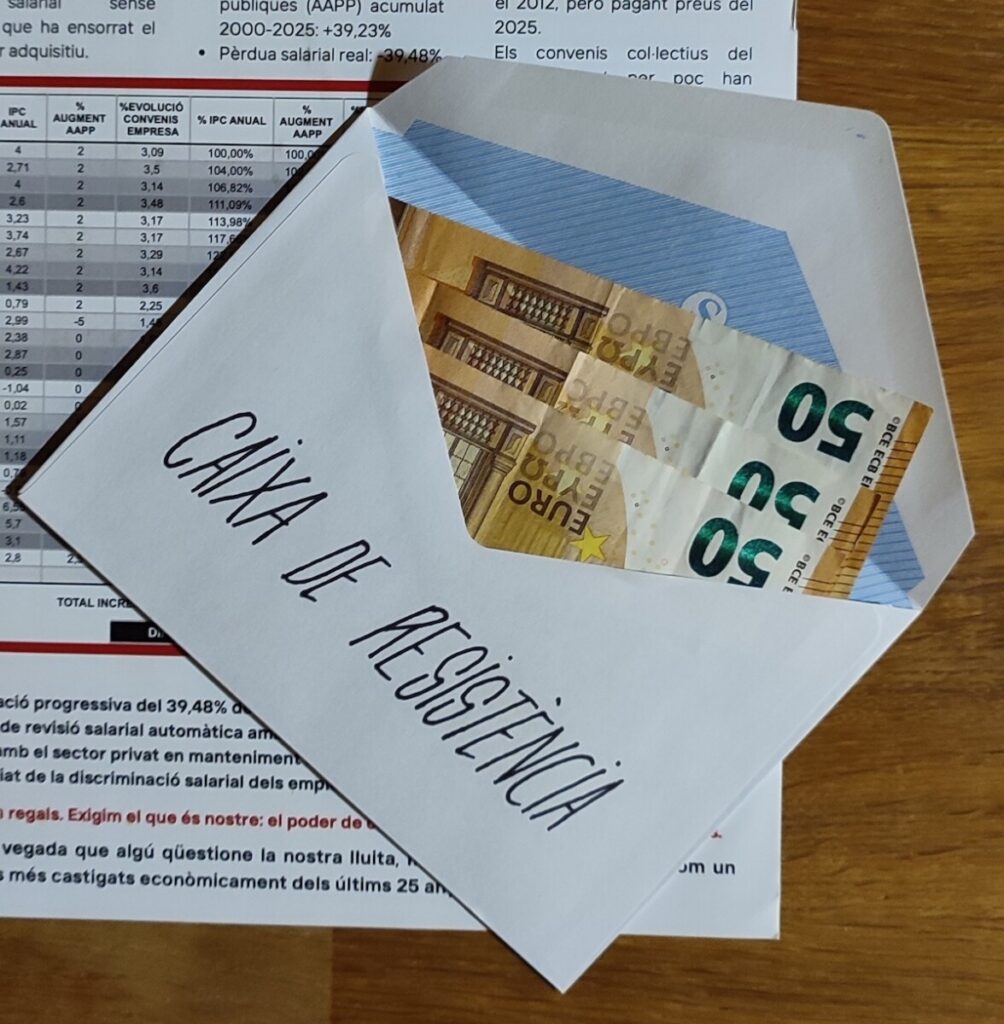 salarial sense
que ha ensorrat el
adquisitiu.
públiques (AAPP) acumulat
2000-2025: +39,23%
• Pèrdua salarial real: -39,48%
el 2012, però pagant preus del
2025.
Els convenis col·lectius del
per poc han
IPC ANUAL
% AUGMENT AAPP
%EVOLUCIÓ CONVENIS EMPRESA
% IPC ANUAL
% AUGMENT AAPP
4 2 3,09 100,00%
2,71 2 3,5 104,00%
4 2 3,14 106,82%
2,6 2 3,48 111,09%
3,23 2 3,17 113,98%
3,74 2 3,17
2,67 2 3,29
4,22 2 3,14
1,43 2 3,6
0,79 2 2,25
2,99 -5
2,38 0
2,87 0
0,25 0
-1,04 0
0,02
1,57
1,11
1,18
5,7
3,1
2,8
TOTAL
CAIXA DE RESISTÈNCIA
50
50
50
©BCE ECB
©BCE
©BCE
EURO
ΕΥΡΩ
ЕВРО
ΕΥΡΩ
ЕВРО
ΕΥΡΩ
ЕВРО
progressiva del 39,48%
de revisió salarial automàtica
amb el sector privat en manteniment
de la discriminació salarial dels
regals. Exigim el que és nostre: el poder de
vegada que algú qüestione la nostra lluita,
un
més castigats econòmicament dels últims 25